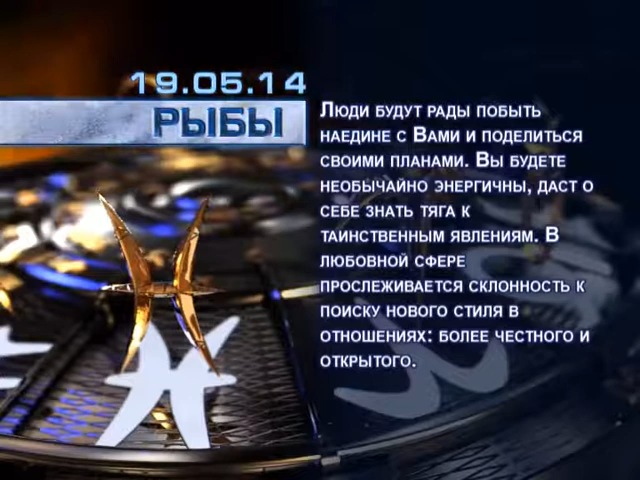 19.05.14
РЫБЫ
Люди будут рады побыть
наедине с Вами и поделиться
своими планами. Вы будете
необычайно энергичны, даст о
себе знать тяга к
таинственным явлениям. В
любовной сфере
прослеживается склонность к
поиску нового стиля в
отношениях: более честного и
открытого.